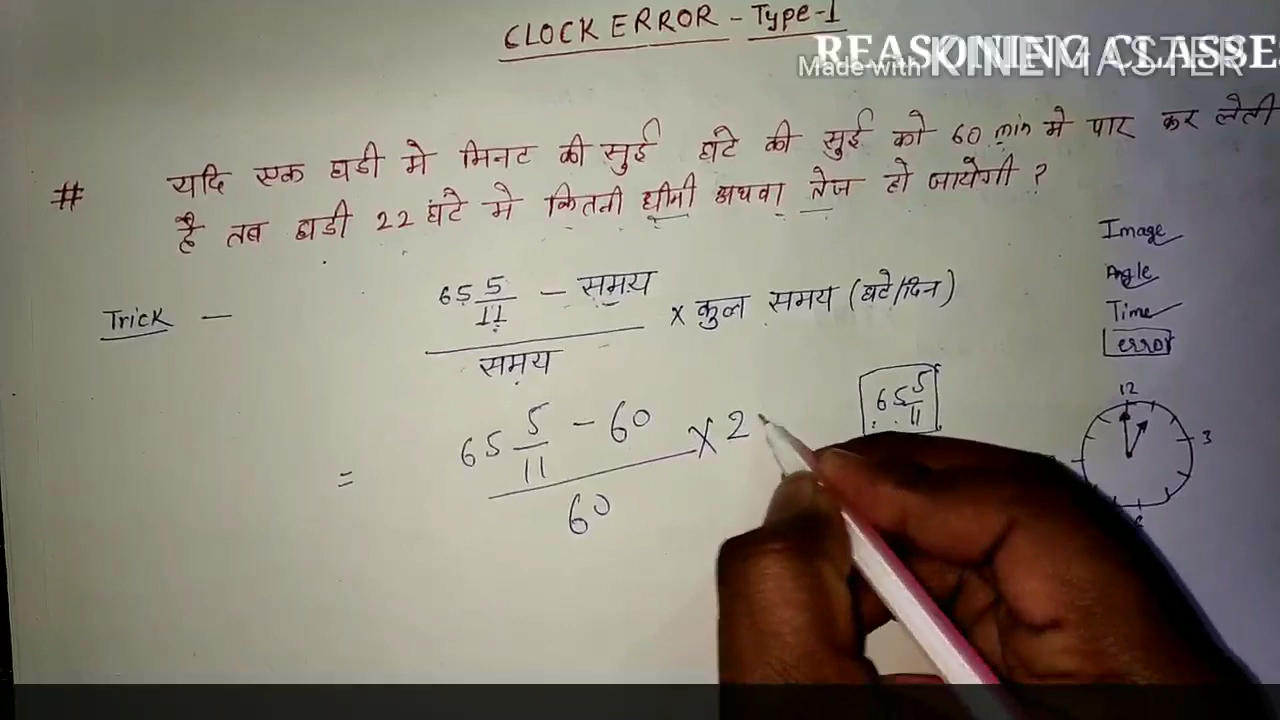 CLOCK ERROR - Type-1
REASONING CLASSES
Made with KINEMASTER
# यदि एक घडी मे मिनट की सुई घंटे की सुई को 60 min मे पार कर लेती
है तब घडी 22 घंटे मे कितनी धीमी अथवा तेज हो जायेगी ?
Image
Angle
Time
error
Trick — 65 5/11 - समय / समय × कुल समय (घंटे/दिन)
= 65 5/11 - 60 / 60 × 2
65 5/11
12
3
6